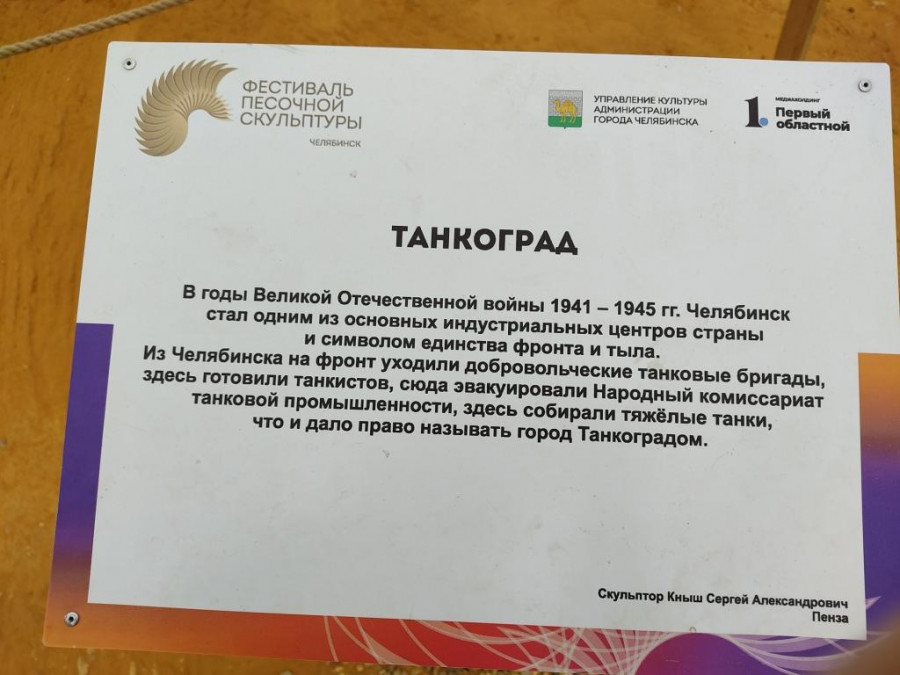 ФЕСТИВАЛЬ
ПЕСОЧНОЙ
СКУЛЬПТУРЫ
ЧЕЛЯБИНСК
УПРАВЛЕНИЕ КУЛЬТУРЫ
АДМИНИСТРАЦИИ
ГОРОДА ЧЕЛЯБИНСКА
1.
МЕДИАХОЛДИНГ
Первый
областной
ТАНКОГРАД
В годы Великой Отечественной войны 1941 – 1945 гг. Челябинск
стал одним из основных индустриальных центров страны
и символом единства фронта и тыла.
Из Челябинска на фронт уходили добровольческие танковые бригады,
здесь готовили танкистов, сюда эвакуировали Народный комиссариат
танковой промышленности, здесь собирали тяжёлые танки,
что и дало право называть город Танкоградом.
Скульптор Кныш Сергей Александрович
Пенза